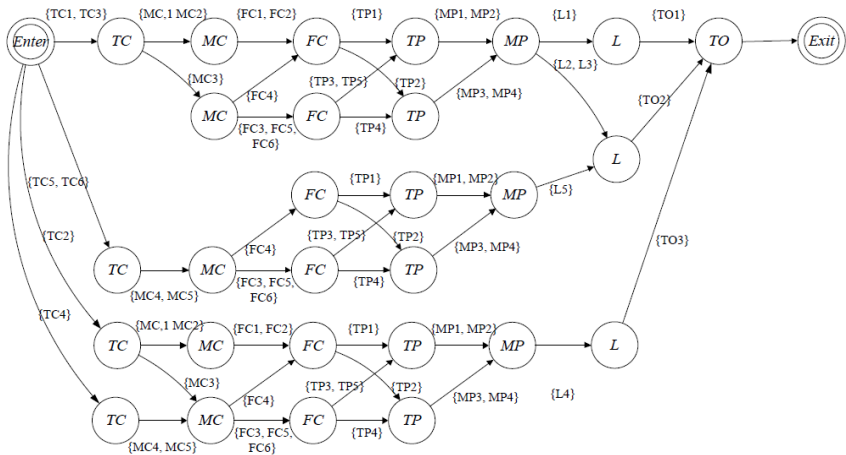 {TC1, TC3} {MC,1 MC2} {FC1, FC2} {TP1} {MP1, MP2} {L1} {TO1}
Enter TC MC FC TP MP L TO Exit
{L2, L3}
{MC3} {TP3, TP5} {TP2}
{FC4} {MP3, MP4} {TO2}
MC FC TP
{FC3, FC5, {TP4}
FC6}
L
{TC5, TC6} {TP1} {MP1, MP2}
FC TP MP {L5}
{TC2} {TP3, TP5} {TP2} {TO3}
{FC4} {MP3, MP4}
TC MC FC TP
{MC4, MC5} {FC3, FC5, {TP4}
FC6}
{TC4}
{MC,1 MC2} {FC1, FC2} {TP1} {MP1, MP2}
TC MC FC TP MP L
{MC3} {TP3, TP5} {TP2}
{FC4} {MP3, MP4} {L4}
TC MC FC TP
{MC4, MC5} {FC3, FC5, {TP4}
FC6}